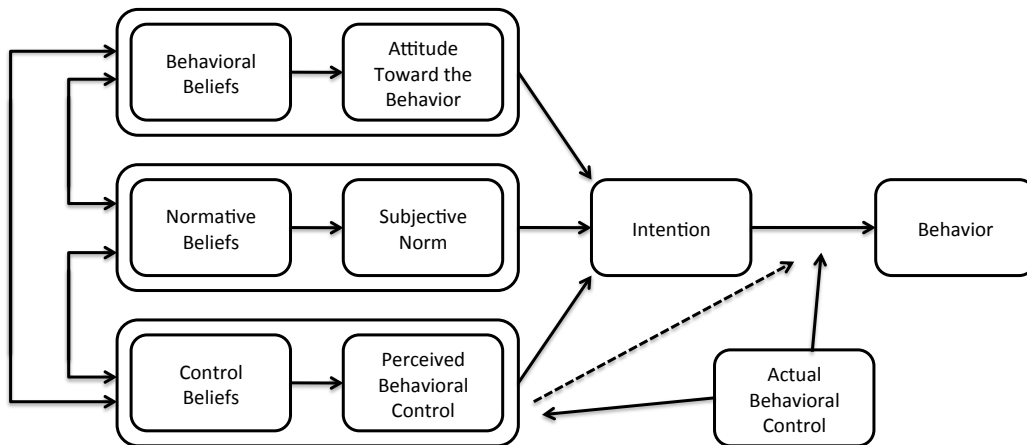 Behavioral
Beliefs
Attitude
Toward the
Behavior
Normative
Beliefs
Subjective
Norm
Intention
Behavior
Control
Beliefs
Perceived
Behavioral
Control
Actual
Behavioral
Control